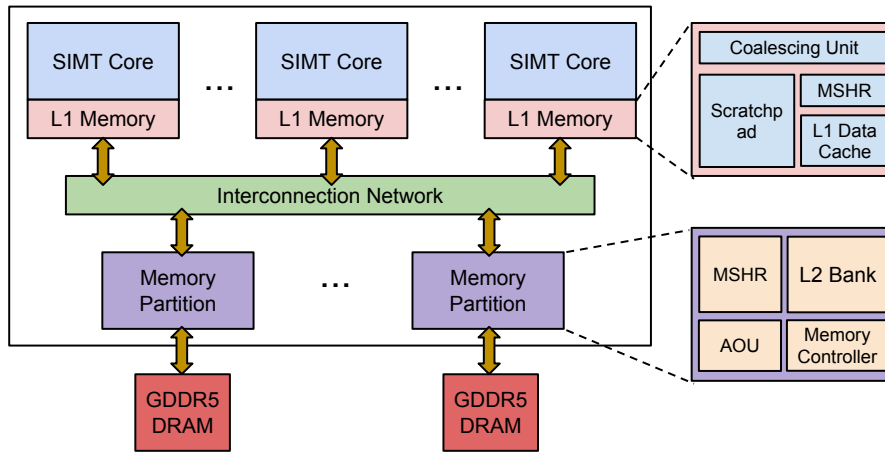 SIMT Core
SIMT Core
SIMT Core
...
...
L1 Memory
L1 Memory
L1 Memory
Interconnection Network
Memory
Partition
...
Memory
Partition
GDDR5
DRAM
GDDR5
DRAM
Coalescing Unit
Scratchp
ad
MSHR
L1 Data
Cache
MSHR
L2 Bank
AOU
Memory
Controller